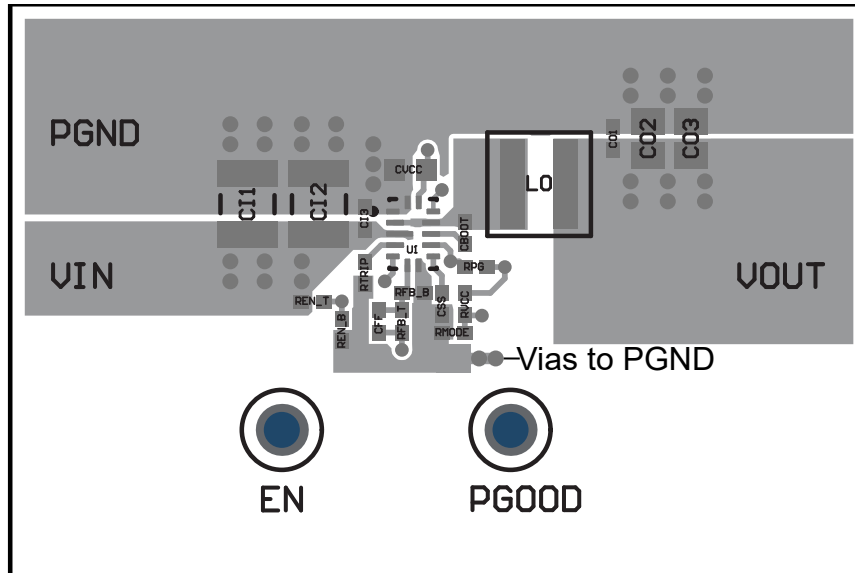 PGND
CI1
CI2
CI3
CVCC
U1
CBOOT
L0
CO1
CO2
CO3
VIN
VOUT
RTRIP
RPG
REN_T
REN_B
RFB_B
CFF
RFB_T
CSS
RVCC
RMODE
Vias to PGND
EN
PGOOD